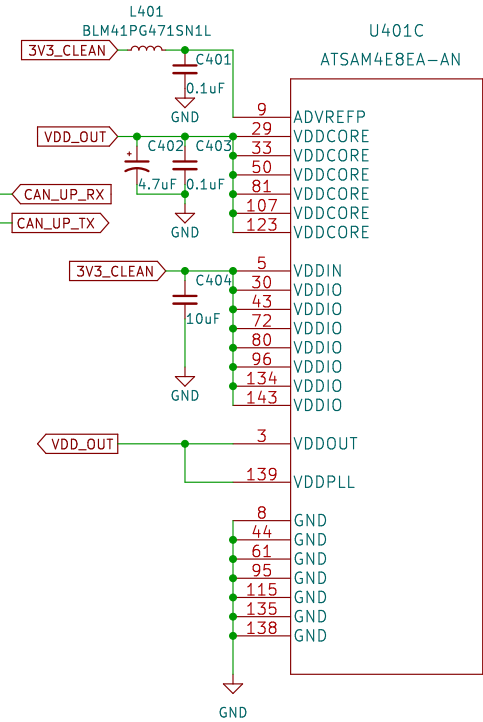 L401
BLM41PG471SN1L
3V3_CLEAN
C401
0.1uF
GND
U401C
ATSAM4E8EA-AN
9 ADVREFP
VDD_OUT
C402
C403
4.7uF
0.1uF
GND
29 VDDCORE
33 VDDCORE
50 VDDCORE
81 VDDCORE
107 VDDCORE
123 VDDCORE
CAN_UP_RX
CAN_UP_TX
3V3_CLEAN
C404
10uF
GND
5 VDDIN
30 VDDIO
43 VDDIO
72 VDDIO
80 VDDIO
96 VDDIO
134 VDDIO
143 VDDIO
VDD_OUT
3 VDDOUT
139 VDDPLL
8 GND
44 GND
61 GND
95 GND
115 GND
135 GND
138 GND
GND